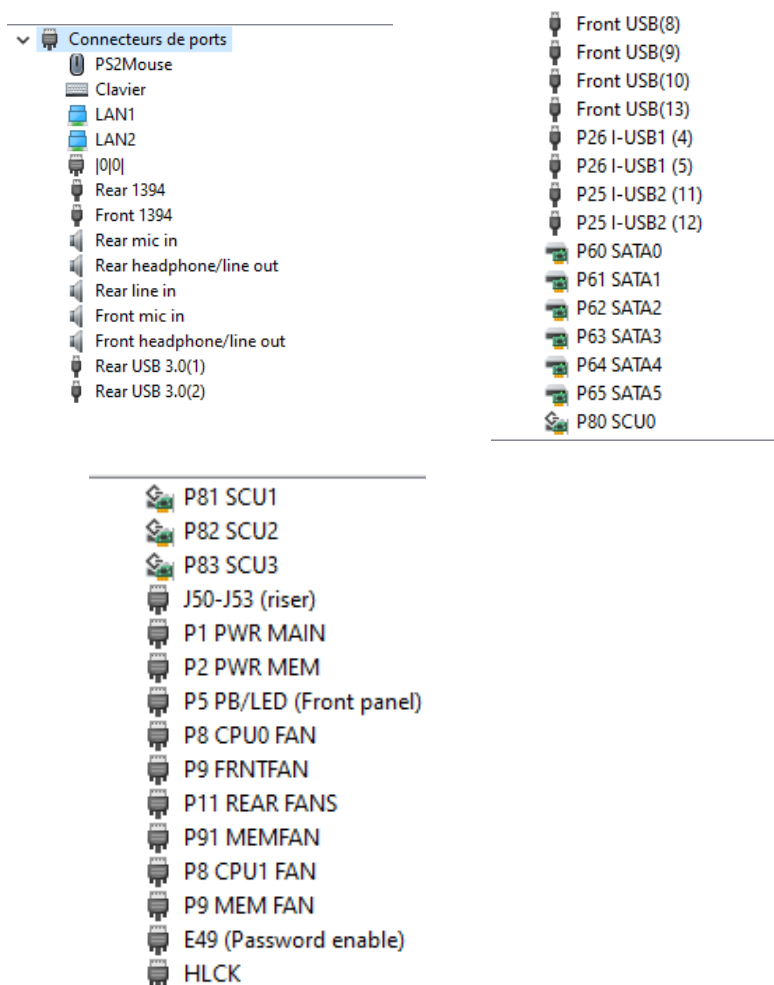 Connecteurs de ports
PS2Mouse
Clavier
LAN1
LAN2
|0|0|
Rear 1394
Front 1394
Rear mic in
Rear headphone/line out
Rear line in
Front mic in
Front headphone/line out
Rear USB 3.0(1)
Rear USB 3.0(2)
Front USB(8)
Front USB(9)
Front USB(10)
Front USB(13)
P26 I-USB1 (4)
P26 I-USB1 (5)
P25 I-USB2 (11)
P25 I-USB2 (12)
P60 SATA0
P61 SATA1
P62 SATA2
P63 SATA3
P64 SATA4
P65 SATA5
P80 SCU0
P81 SCU1
P82 SCU2
P83 SCU3
J50-J53 (riser)
P1 PWR MAIN
P2 PWR MEM
P5 PB/LED (Front panel)
P8 CPU0 FAN
P9 FRNTFAN
P11 REAR FANS
P91 MEMFAN
P8 CPU1 FAN
P9 MEM FAN
E49 (Password enable)
HLCK